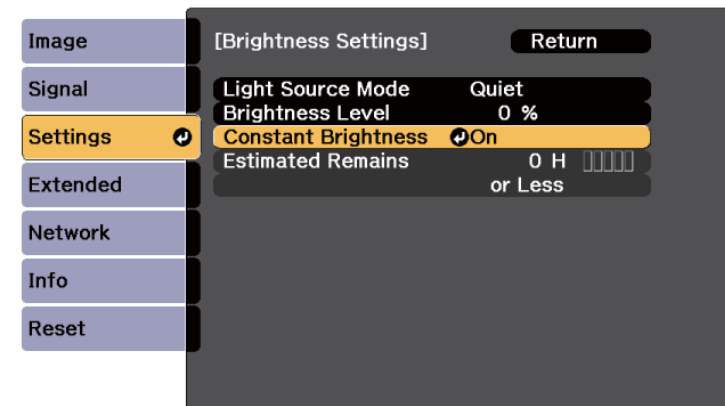 Image
Signal
Settings
Extended
Network
Info
Reset
[Brightness Settings] Return
Light Source Mode Quiet
Brightness Level 0 %
Constant Brightness On
Estimated Remains 0 H
or Less